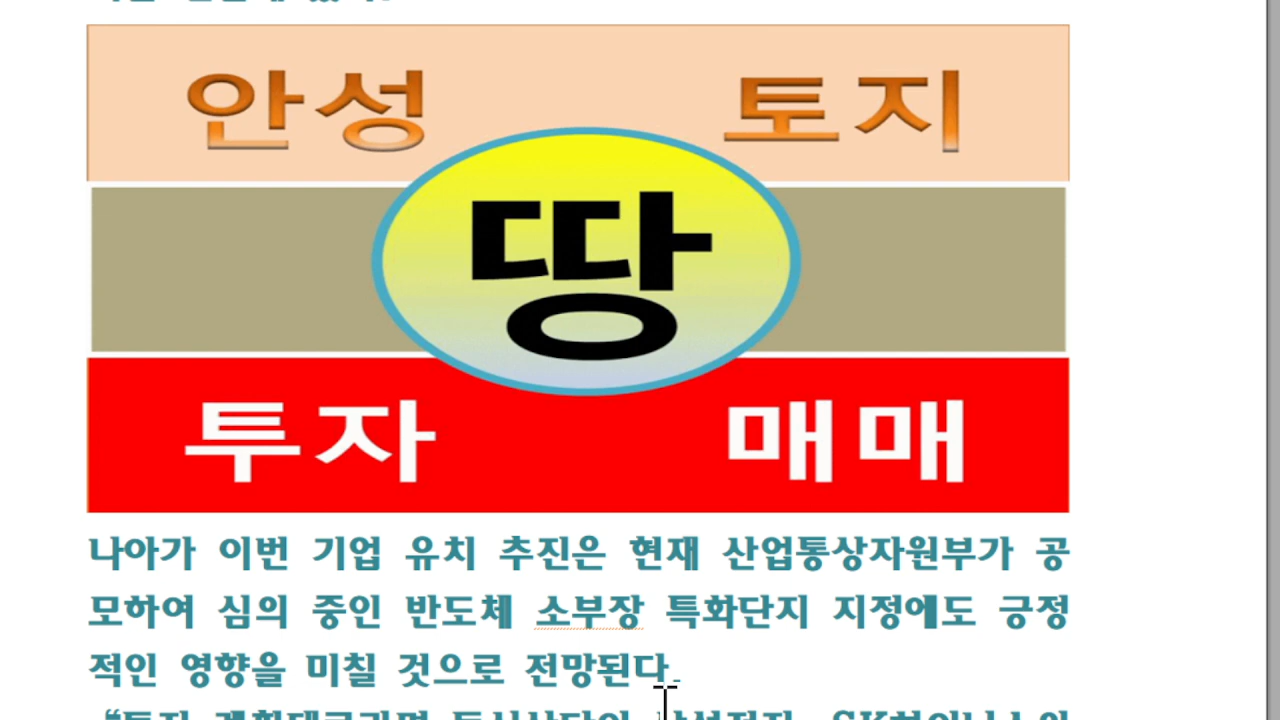 안성 토지
땅
투자 매매
나아가 이번 기업 유치 추진은 현재 산업통상자원부가 공
모하여 심의 중인 반도체 소부장 특화단지 지정에도 긍정
적인 영향을 미칠 것으로 전망된다.